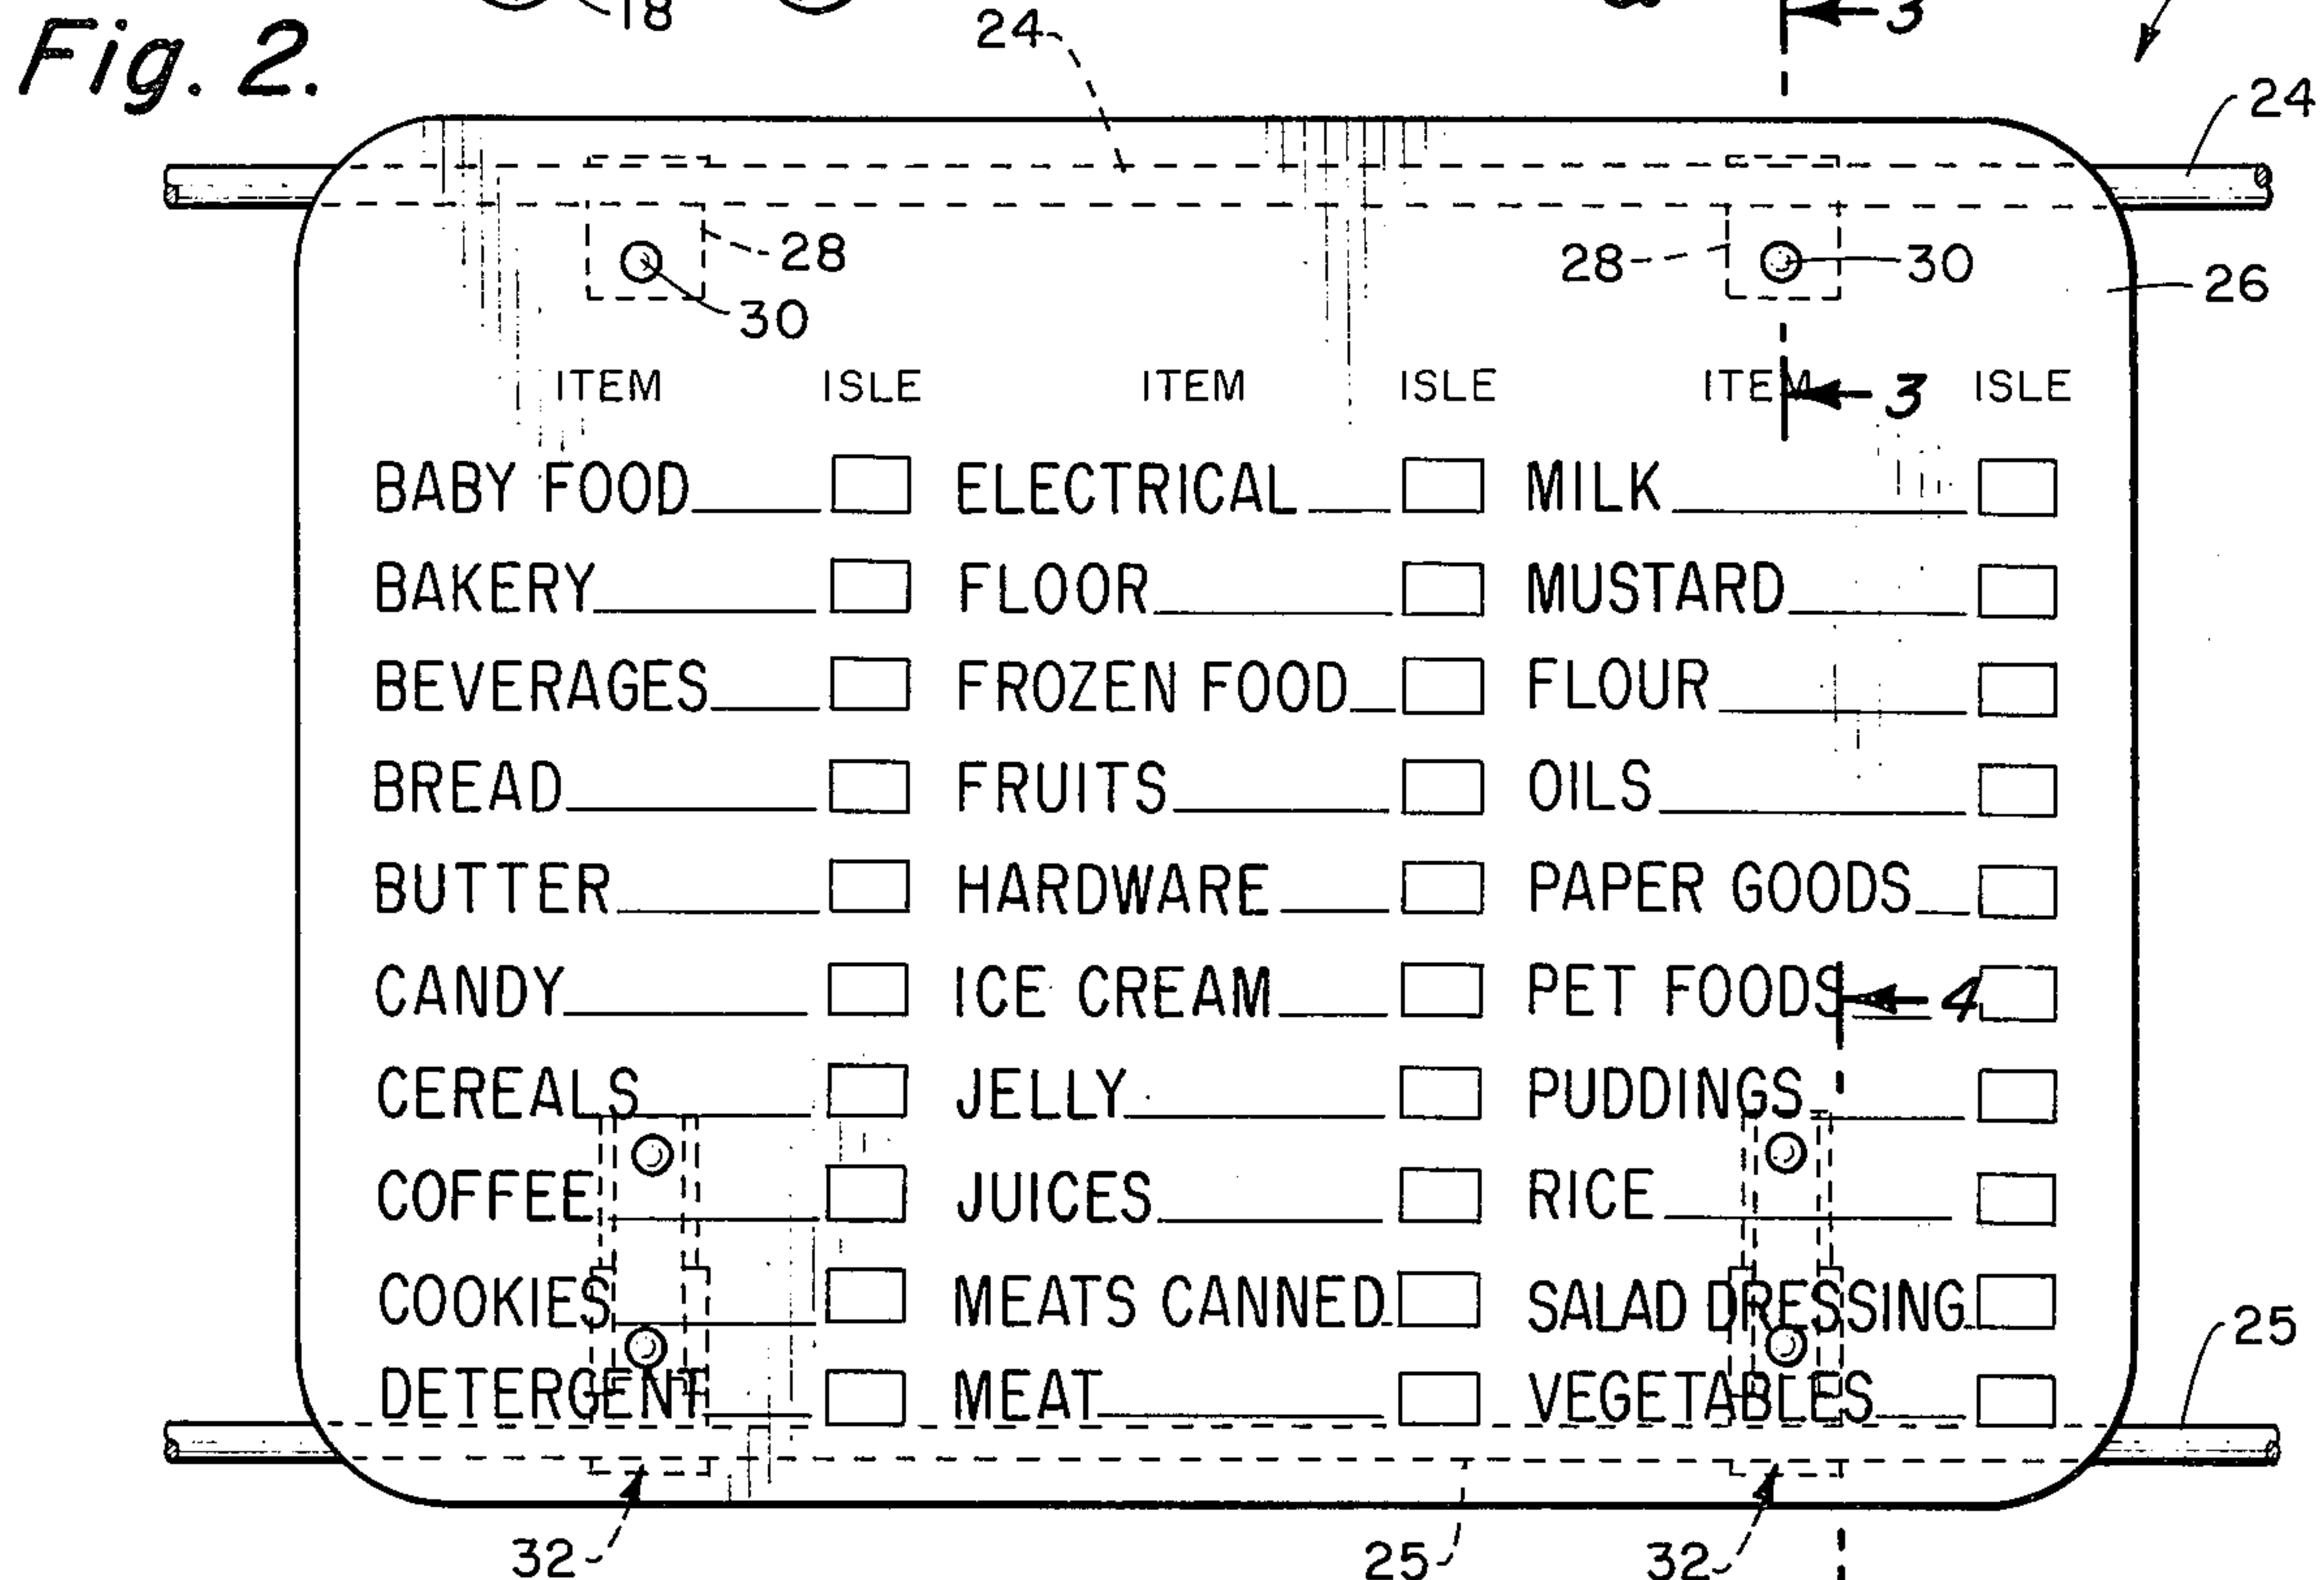 18
3
Fig. 2.
24
24
28
30
28
30
26
ITEM ISLE ITEM ISLE ITEM ISLE
3
BABY FOOD ELECTRICAL MILK
BAKERY FLOOR MUSTARD
BEVERAGES FROZEN FOOD FLOUR
BREAD FRUITS OILS
BUTTER HARDWARE PAPER GOODS
CANDY ICE CREAM PET FOODS 4
CEREALS JELLY PUDDINGS
COFFEE JUICES RICE
COOKIES MEATS CANNED SALAD DRESSING
25
DETERGENT MEAT VEGETABLES
32 25 32